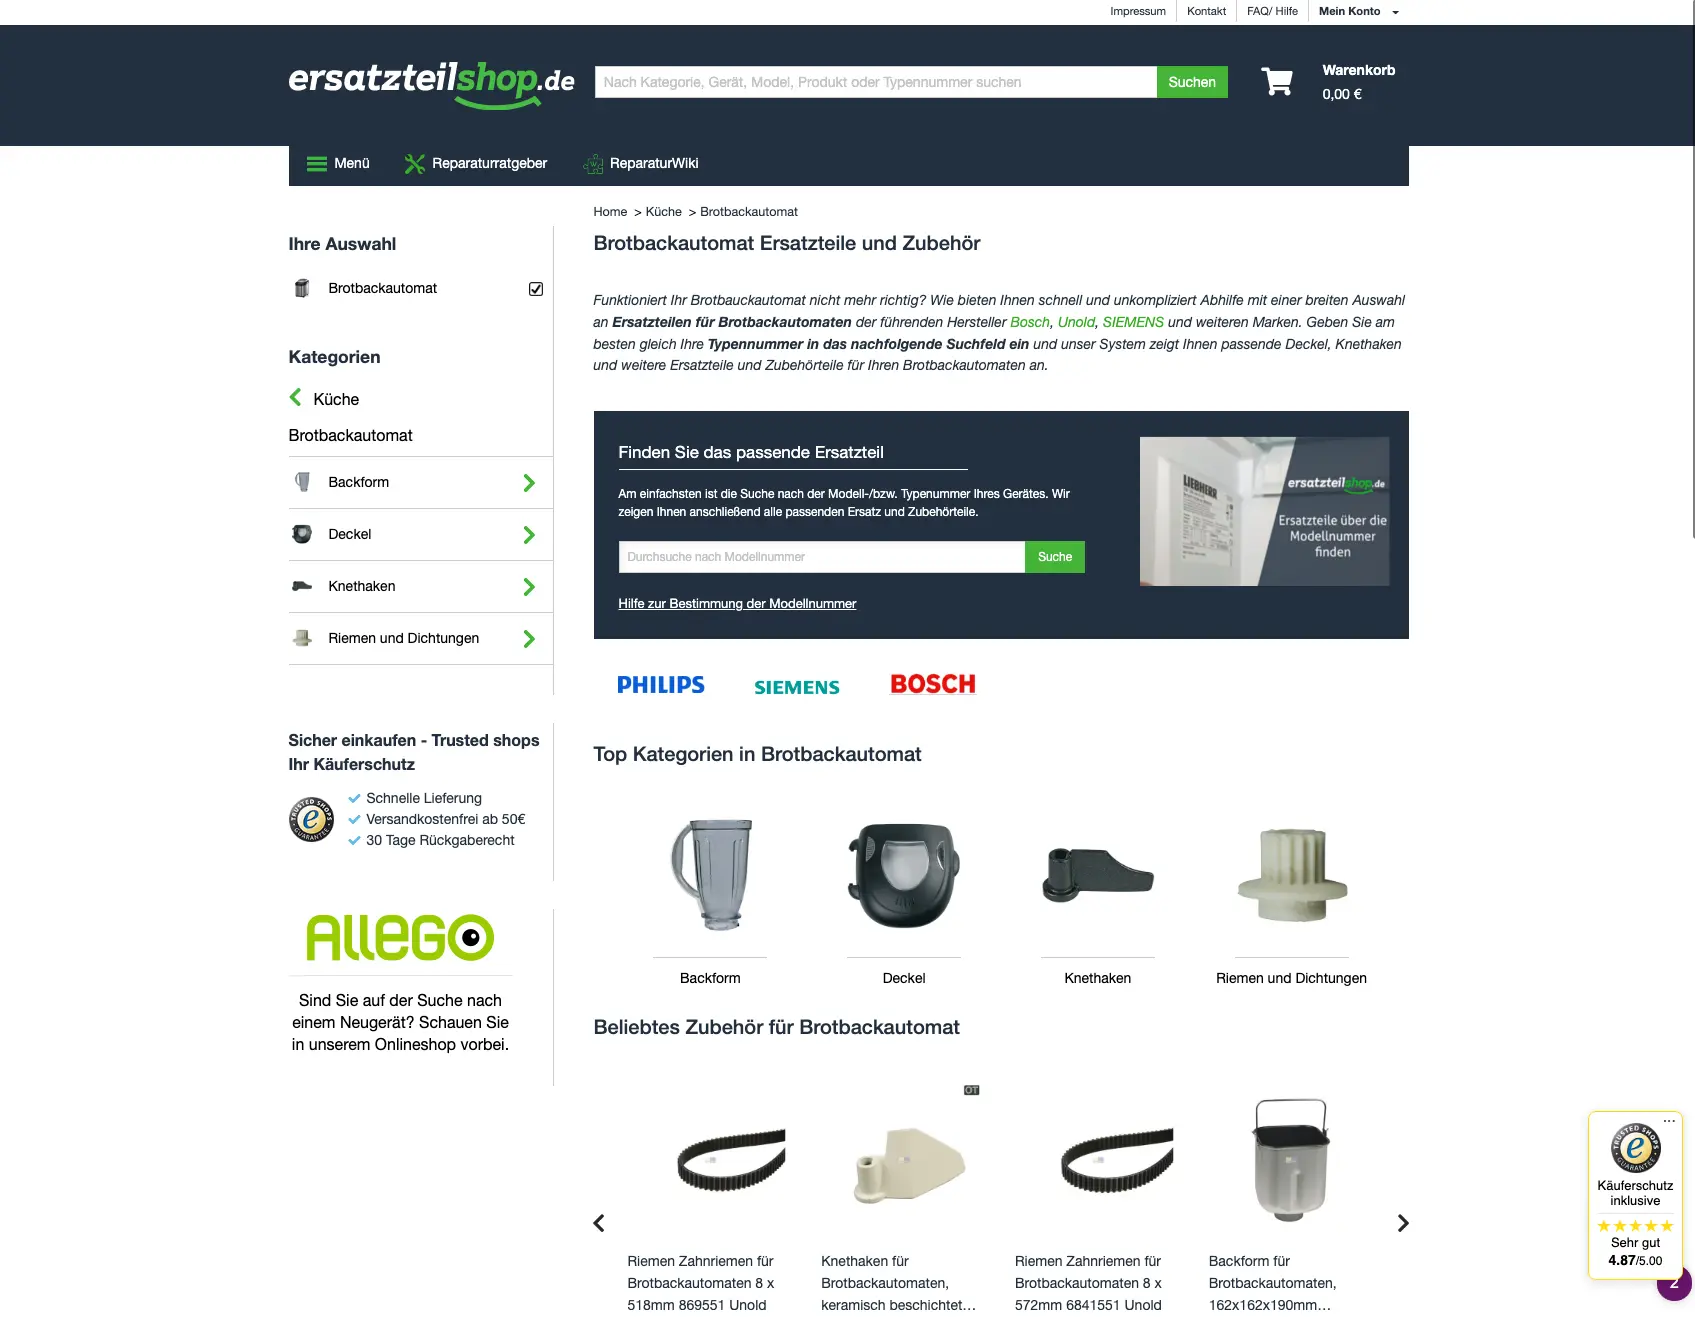 Impressum
Kontakt
FAQ/ Hilfe
Mein Konto
ersatzteilshop.de
Nach Kategorie, Gerät, Model, Produkt oder Typennummer suchen
Suchen
Warenkorb
0,00 €
Menü
Reparaturratgeber
ReparaturWiki
Home > Küche > Brotbackautomat
Ihre Auswahl
Brotbackautomat
Kategorien
Küche
Brotbackautomat
Backform
Deckel
Knethaken
Riemen und Dichtungen
Sicher einkaufen - Trusted shops
Ihr Käuferschutz
TRUSTED SHOPS
GUARANTEE
Schnelle Lieferung
Versandkostenfrei ab 50€
30 Tage Rückgaberecht
ALLEGO
Sind Sie auf der Suche nach
einem Neugerät? Schauen Sie
in unserem Onlineshop vorbei.
Brotbackautomat Ersatzteile und Zubehör
Funktioniert Ihr Brotbauckautomat nicht mehr richtig? Wie bieten Ihnen schnell und unkompliziert Abhilfe mit einer breiten Auswahl
an Ersatzteilen für Brotbackautomaten der führenden Hersteller Bosch, Unold, SIEMENS und weiteren Marken. Geben Sie am
besten gleich Ihre Typennummer in das nachfolgende Suchfeld ein und unser System zeigt Ihnen passende Deckel, Knethaken
und weitere Ersatzteile und Zubehörteile für Ihren Brotbackautomaten an.
Finden Sie das passende Ersatzteil
Am einfachsten ist die Suche nach der Modell-/bzw. Typenummer Ihres Gerätes. Wir
zeigen Ihnen anschließend alle passenden Ersatz und Zubehörteile.
Durchsuche nach Modellnummer
Suche
Hilfe zur Bestimmung der Modellnummer
LIEBHERR
ersatzteilshop.de
Ersatzteile über die
Modellnummer
finden
PHILIPS
SIEMENS
BOSCH
Top Kategorien in Brotbackautomat
Backform
Deckel
Knethaken
Riemen und Dichtungen
Beliebtes Zubehör für Brotbackautomat
OT
Riemen Zahnriemen für
Brotbackautomaten 8 x
518mm 869551 Unold
Knethaken für
Brotbackautomaten,
keramisch beschichtet…
Riemen Zahnriemen für
Brotbackautomaten 8 x
572mm 6841551 Unold
Backform für
Brotbackautomaten,
162x162x190mm…
TRUSTED SHOPS
GUARANTEE
Käuferschutz
inklusive
Sehr gut
4.87/5.00
2